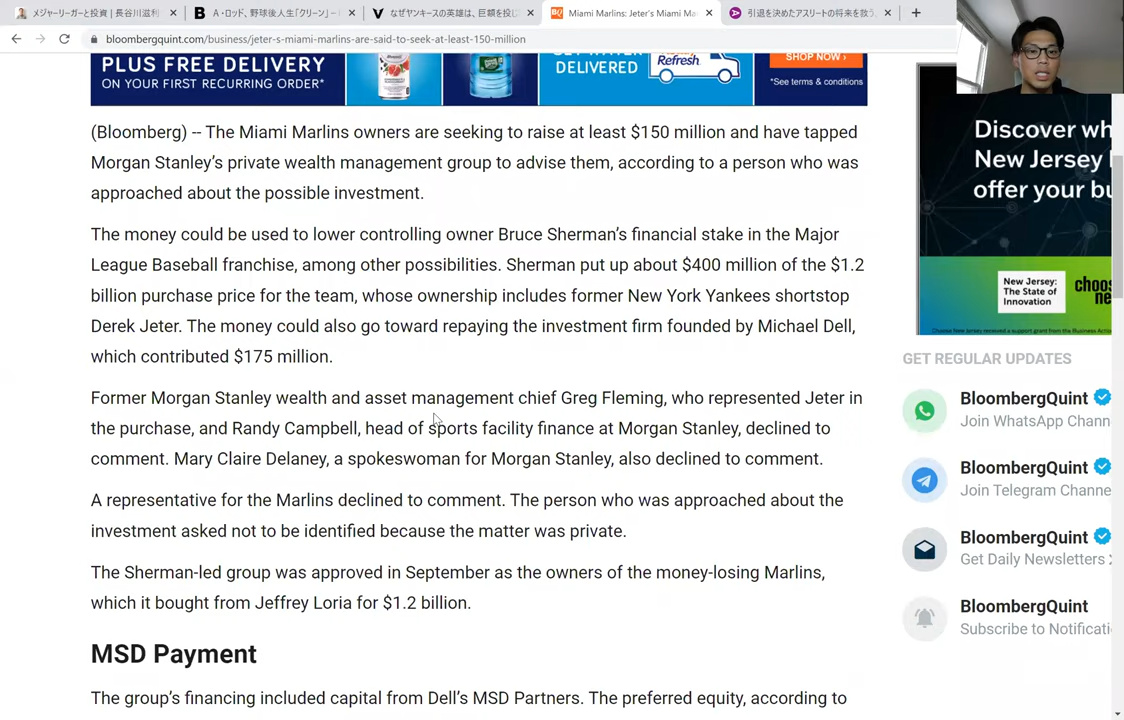 メジャーリーガーと投資 | 長谷川滋利
A・ロッド、野球後人生「クリーン」 –
なぜヤンキースの英雄は、巨額を投じ
Miami Marlins: Jeter's Miami Ma
引退を決めたアスリートの将来を救う、
bloombergquint.com/business/jeter-s-miami-marlins-are-said-to-seek-at-least-150-million
PLUS FREE DELIVERY
ON YOUR FIRST RECURRING ORDER*
DELIVERED
Refresh
SHOP NOW ›
*See terms & conditions
(Bloomberg) -- The Miami Marlins owners are seeking to raise at least $150 million and have tapped
Morgan Stanley’s private wealth management group to advise them, according to a person who was
approached about the possible investment.
The money could be used to lower controlling owner Bruce Sherman’s financial stake in the Major
League Baseball franchise, among other possibilities. Sherman put up about $400 million of the $1.2
billion purchase price for the team, whose ownership includes former New York Yankees shortstop
Derek Jeter. The money could also go toward repaying the investment firm founded by Michael Dell,
which contributed $175 million.
Former Morgan Stanley wealth and asset management chief Greg Fleming, who represented Jeter in
the purchase, and Randy Campbell, head of sports facility finance at Morgan Stanley, declined to
comment. Mary Claire Delaney, a spokeswoman for Morgan Stanley, also declined to comment.
A representative for the Marlins declined to comment. The person who was approached about the
investment asked not to be identified because the matter was private.
The Sherman-led group was approved in September as the owners of the money-losing Marlins,
which it bought from Jeffrey Loria for $1.2 billion.
MSD Payment
The group’s financing included capital from Dell’s MSD Partners. The preferred equity, according to
Discover wh
New Jersey
offer your bu
New Jersey:
The State of
Innovation
choos
ne
GET REGULAR UPDATES
BloombergQuint
Join WhatsApp Chann
BloombergQuint
Join Telegram Channe
BloombergQuint
Get Daily Newsletters
BloombergQuint
Subscribe to Notificati